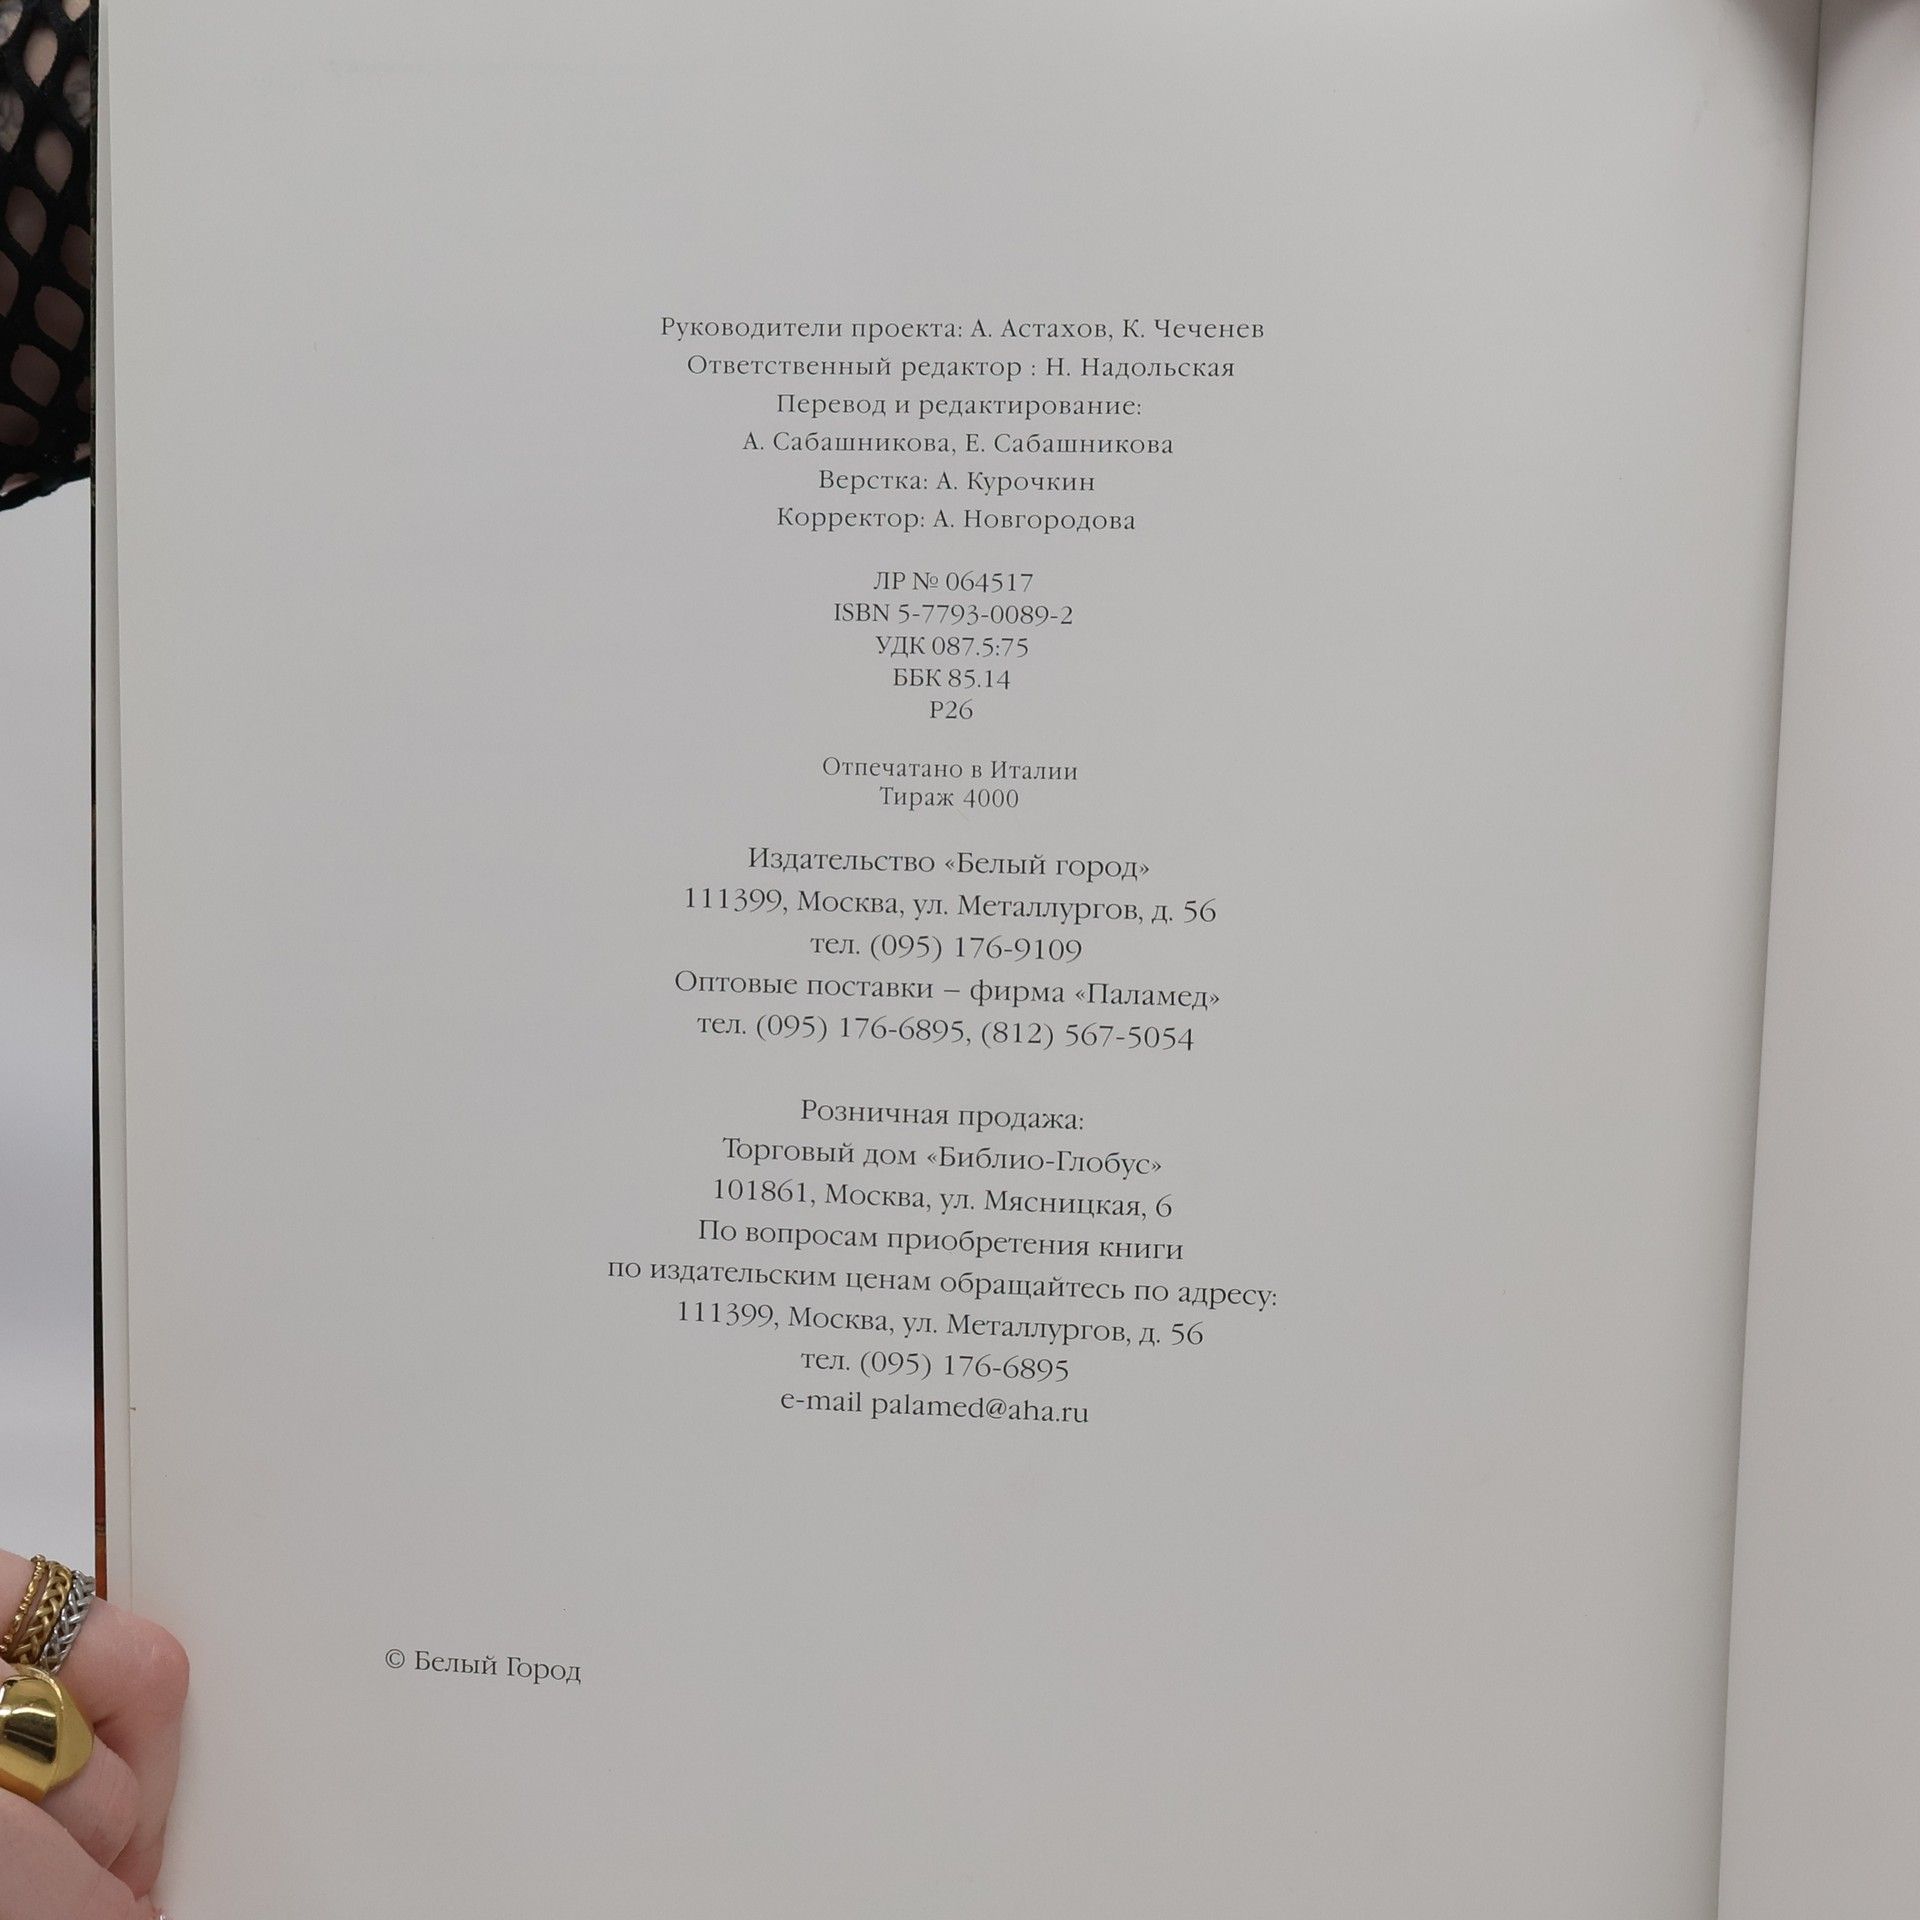 Руководители проекта: А. Астахов, К. Чеченев
Ответственный редактор : Н. Надольская
Перевод и редактирование:
А. Сабашникова, Е. Сабашникова
Верстка: А. Курочкин
Корректор: А. Новгородова
ЛР № 064517
ISBN 5-7793-0089-2
УДК 087.5:75
ББК 85.14
Р26
Отпечатано в Италии
Тираж 4000
Издательство «Белый город»
111399, Москва, ул. Металлургов, д. 56
тел. (095) 176-9109
Оптовые поставки – фирма «Паламед»
тел. (095) 176-6895, (812) 567-5054
Розничная продажа:
Торговый дом «Библио-Глобус»
101861, Москва, ул. Мясницкая, 6
По вопросам приобретения книги
по издательским ценам обращайтесь по адресу:
111399, Москва, ул. Металлургов, д. 56
тел. (095) 176-6895
e-mail palamed@aha.ru
© Белый Город